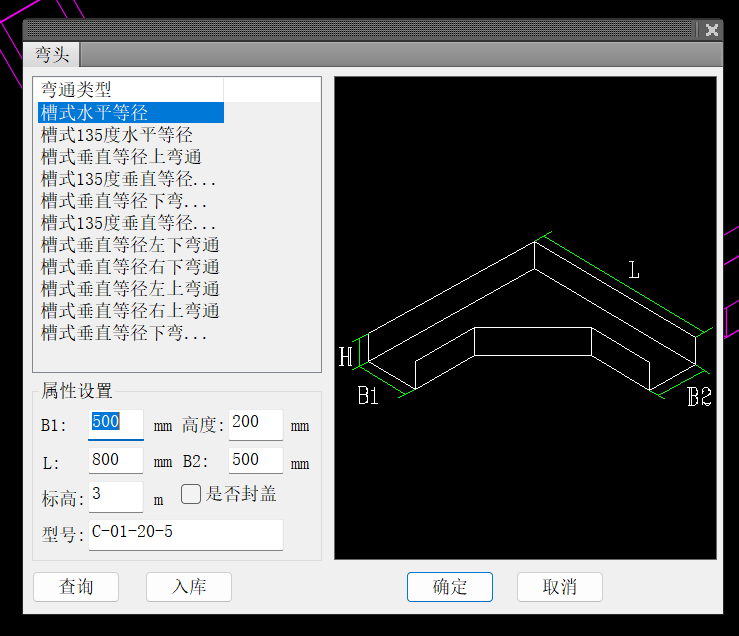 弯头
弯通类型
槽式水平等径
槽式135度水平等径
槽式垂直等径上弯通
槽式135度垂直等径...
槽式垂直等径下弯...
槽式135度垂直等径...
槽式垂直等径左下弯通
槽式垂直等径右下弯通
槽式垂直等径左上弯通
槽式垂直等径右上弯通
槽式垂直等径下弯...
L
H
B1
B2
属性设置
B1: 500 mm 高度: 200 mm
L: 800 mm B2: 500 mm
标高: 3 m 是否封盖
型号: C-01-20-5
查询 入库 确定 取消